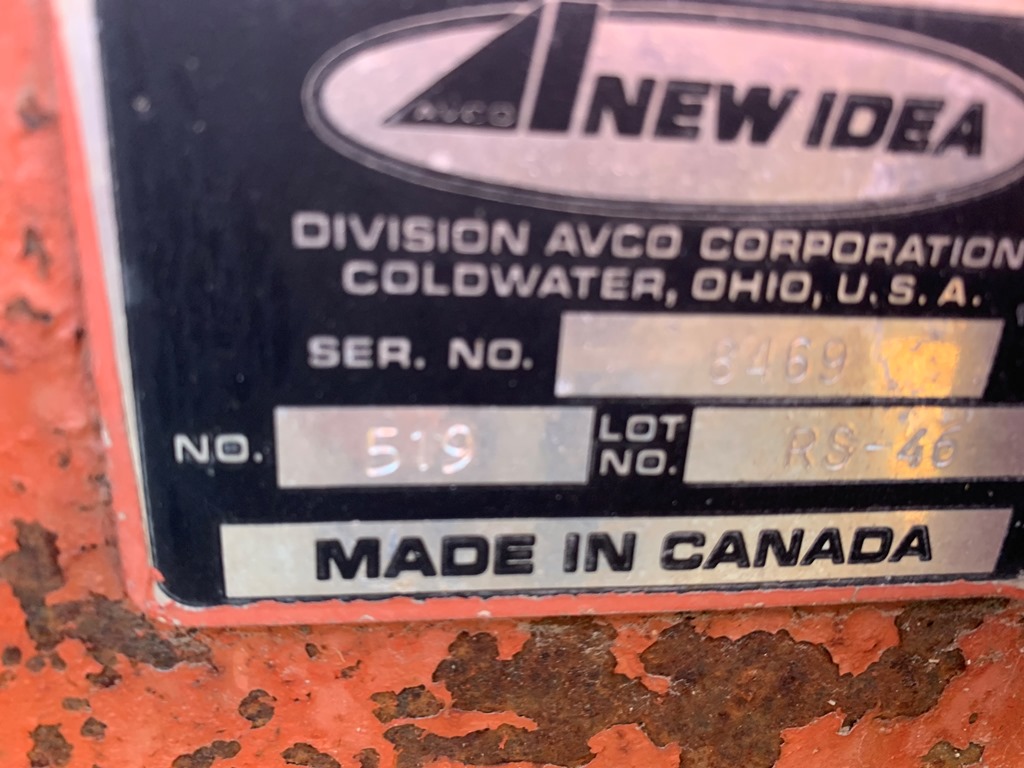 AVCO NEW IDEA
DIVISION AVCO CORPORATION
COLDWATER, OHIO, U.S.A.
SER. NO. 8469
NO. 519 LOT NO. RS-46
MADE IN CANADA